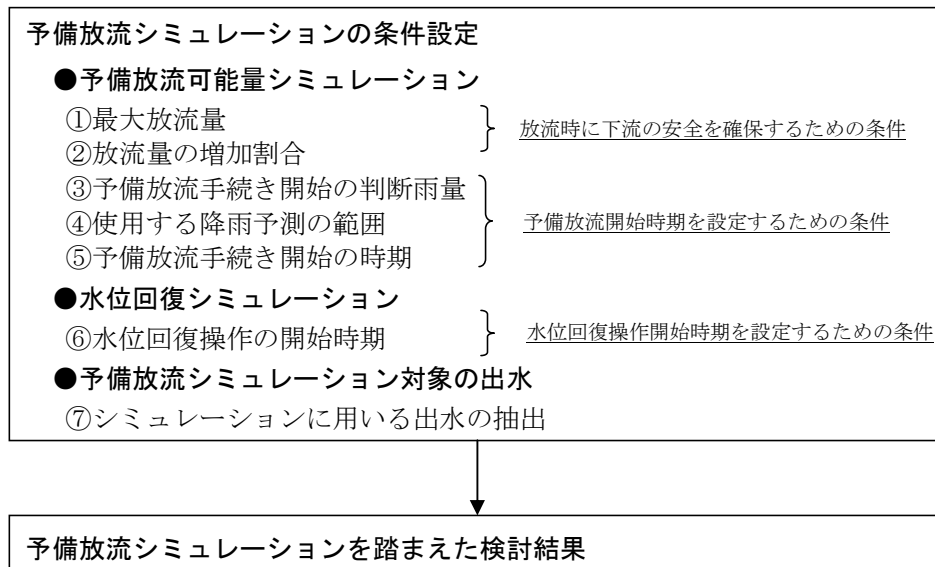 予備放流シミュレーションの条件設定
●予備放流可能量シミュレーション
①最大放流量
②放流量の増加割合
放流時に下流の安全を確保するための条件
③予備放流手続き開始の判断雨量
④使用する降雨予測の範囲
⑤予備放流手続き開始の時期
予備放流開始時期を設定するための条件
●水位回復シミュレーション
⑥水位回復操作の開始時期
水位回復操作開始時期を設定するための条件
●予備放流シミュレーション対象の出水
⑦シミュレーションに用いる出水の抽出
予備放流シミュレーションを踏まえた検討結果